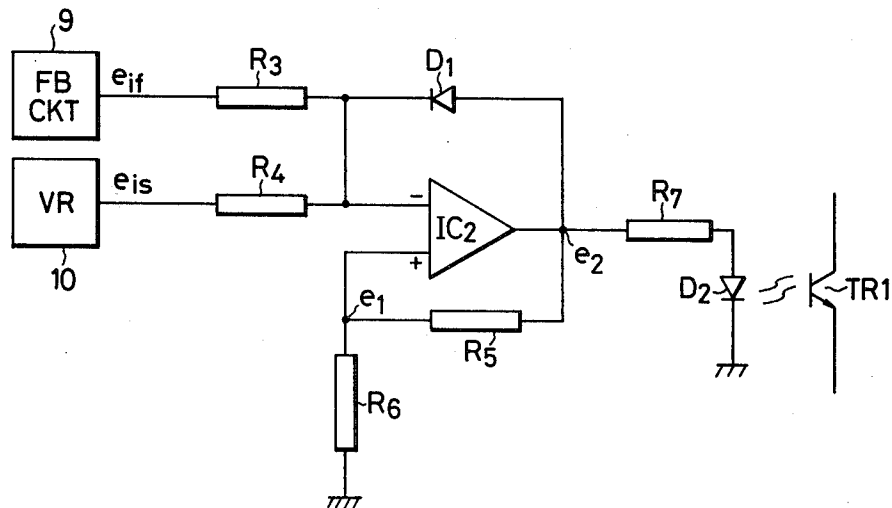 9
FB
CKT
eif
R3
D1
VR
10
eis
R4
−
IC2
+
e2
R7
D2
TR1
e1
R5
R6